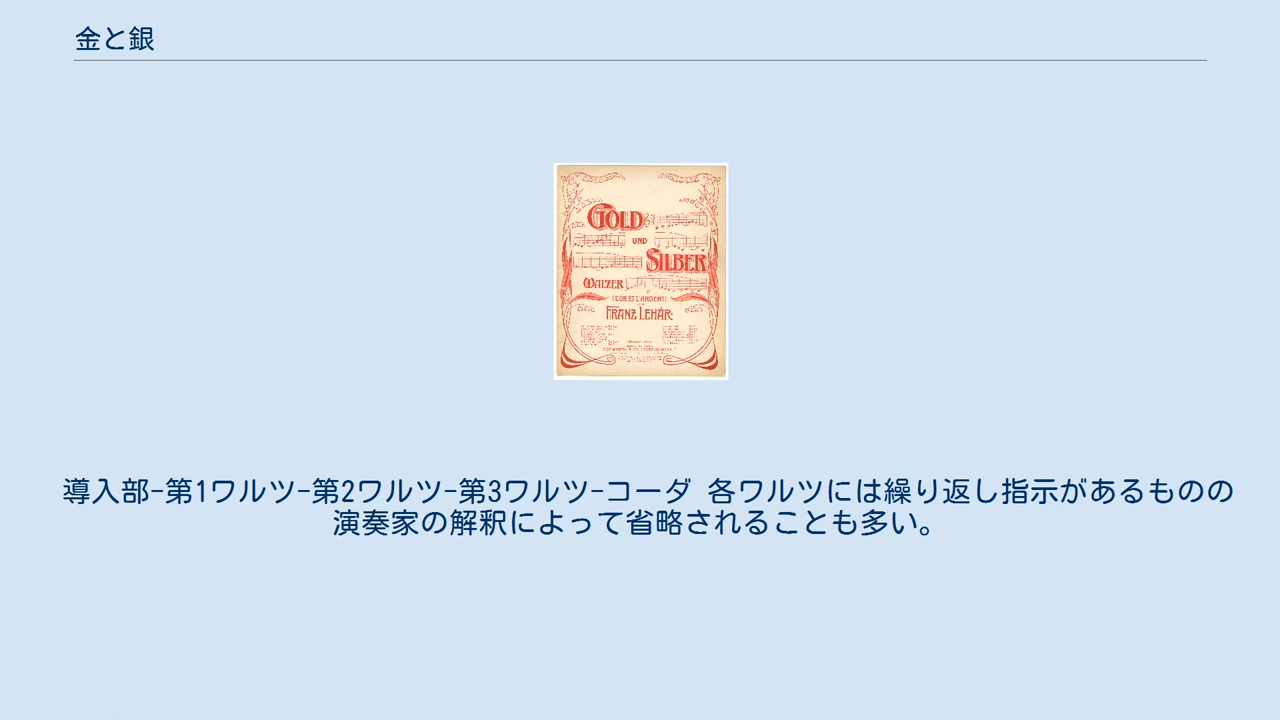 金と銀
GOLD
UND
SILBER
WALZER
(L'OR ET L'ARGENT)
FRANZ LEHÁR
導入部-第1ワルツ-第2ワルツ-第3ワルツ-コーダ 各ワルツには繰り返し指示があるものの
演奏家の解釈によって省略されることも多い。